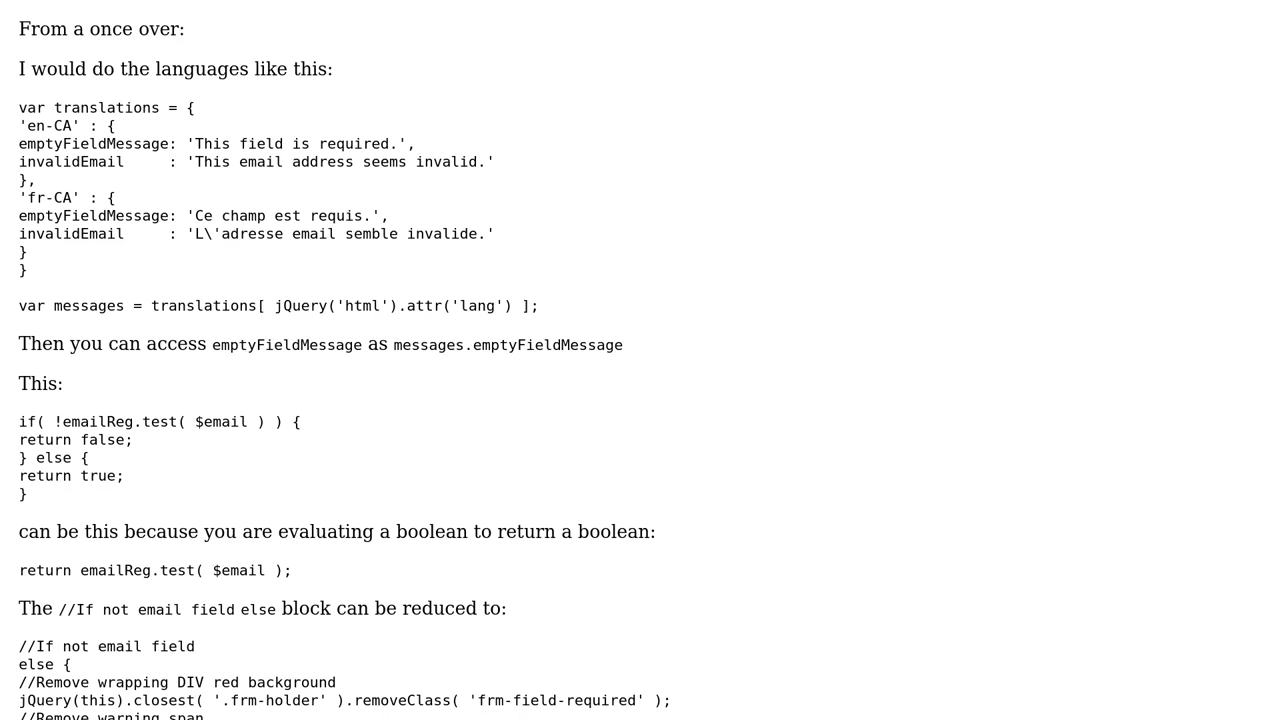 From a once over:
I would do the languages like this:
var translations = {
'en-CA' : {
emptyFieldMessage: 'This field is required.',
invalidEmail     : 'This email address seems invalid.'
},
'fr-CA' : {
emptyFieldMessage: 'Ce champ est requis.',
invalidEmail     : 'L\'adresse email semble invalide.'
}
}
var messages = translations[ jQuery('html').attr('lang') ];
Then you can access emptyFieldMessage as messages.emptyFieldMessage
This:
if( !emailReg.test( $email ) ) {
return false;
} else {
return true;
}
can be this because you are evaluating a boolean to return a boolean:
return emailReg.test( $email );
The //If not email field else block can be reduced to:
//If not email field
else {
//Remove wrapping DIV red background
jQuery(this).closest( '.frm-holder' ).removeClass( 'frm-field-required' );
//Remove warning span